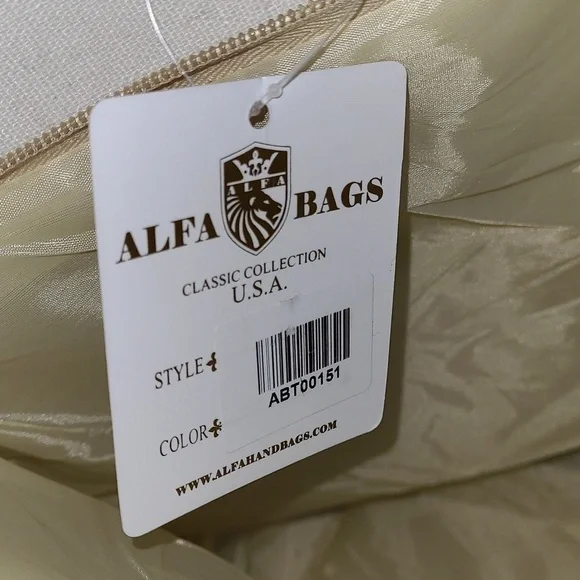 ALFA BAGS
ALFA
CLASSIC COLLECTION
U.S.A.
STYLE
ABT00151
COLOR
WWW.ALFAHANDBAGS.COM